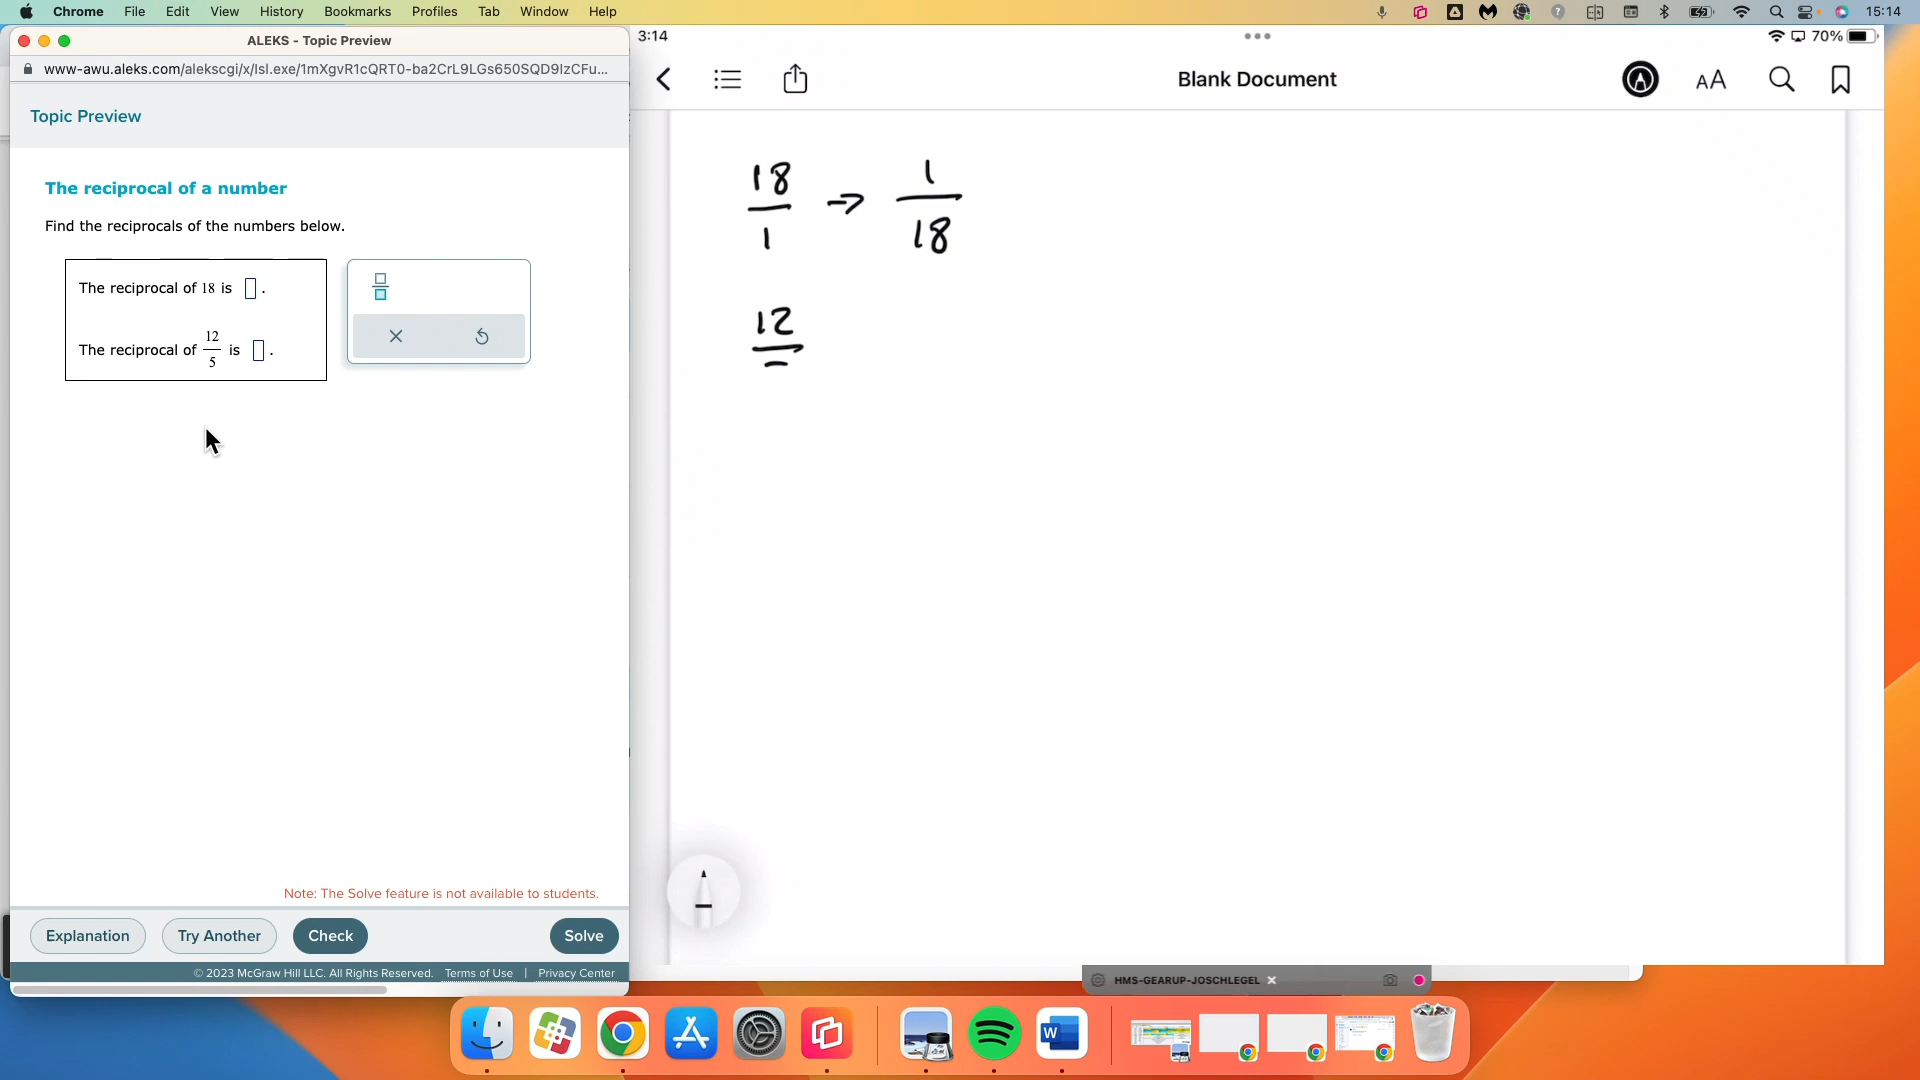 Chrome File Edit View History Bookmarks Profiles Tab Window Help
15:14
ALEKS - Topic Preview
www-awu.aleks.com/alekscgi/x/Isl.exe/1mXgvR1cQRT0-ba2CrL9LGs650SQD9IzCFu...
Topic Preview
The reciprocal of a number
Find the reciprocals of the numbers below.
The reciprocal of 18 is .
The reciprocal of 12/5 is .
Note: The Solve feature is not available to students.
Explanation Try Another Check Solve
© 2023 McGraw Hill LLC. All Rights Reserved. Terms of Use | Privacy Center
3:14
70%
Blank Document
AA
18/1 → 1/18
12
HMS-GEARUP-JOSCHLEGEL
W